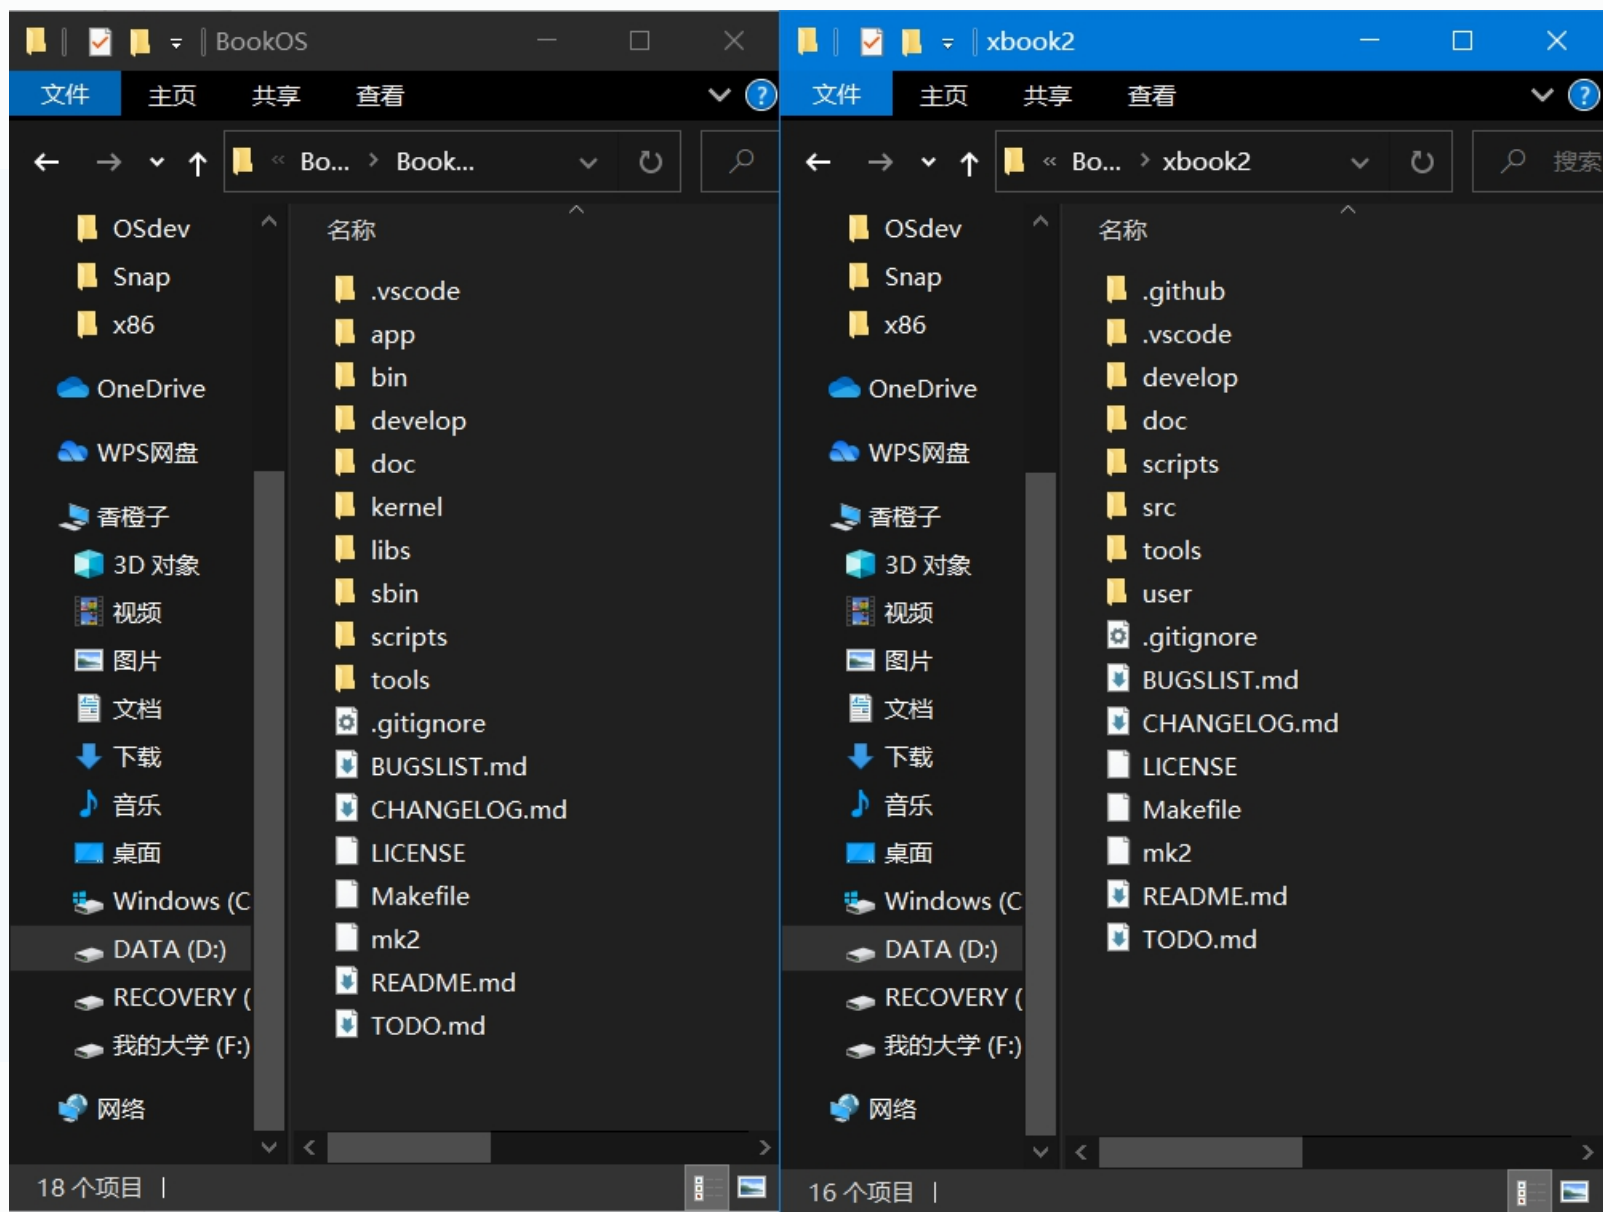 BookOS
文件 主页 共享 查看
« Bo... > Book...
OSdev
Snap
x86
OneDrive
WPS网盘
香橙子
3D 对象
视频
图片
文档
下载
音乐
桌面
Windows (C
DATA (D:)
RECOVERY (
我的大学 (F:)
网络
名称
.vscode
app
bin
develop
doc
kernel
libs
sbin
scripts
tools
.gitignore
BUGSLIST.md
CHANGELOG.md
LICENSE
Makefile
mk2
README.md
TODO.md
18 个项目
xbook2
文件 主页 共享 查看
« Bo... > xbook2
搜索
OSdev
Snap
x86
OneDrive
WPS网盘
香橙子
3D 对象
视频
图片
文档
下载
音乐
桌面
Windows (C
DATA (D:)
RECOVERY (
我的大学 (F:)
网络
名称
.github
.vscode
develop
doc
scripts
src
tools
user
.gitignore
BUGSLIST.md
CHANGELOG.md
LICENSE
Makefile
mk2
README.md
TODO.md
16 个项目